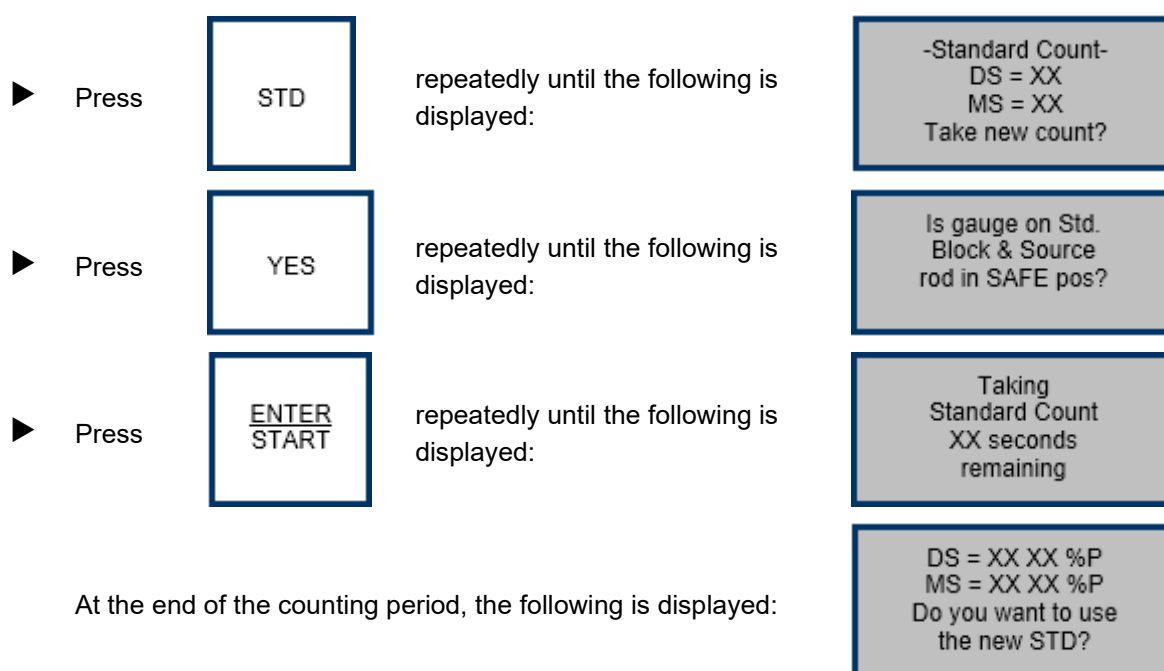 Press
STD
repeatedly until the following is
displayed:
-Standard Count-
DS = XX
MS = XX
Take new count?
Press
YES
repeatedly until the following is
displayed:
Is gauge on Std.
Block & Source
rod in SAFE pos?
Press
ENTER
START
repeatedly until the following is
displayed:
Taking
Standard Count
XX seconds
remaining
At the end of the counting period, the following is displayed:
DS = XX XX %P
MS = XX XX %P
Do you want to use
the new STD?